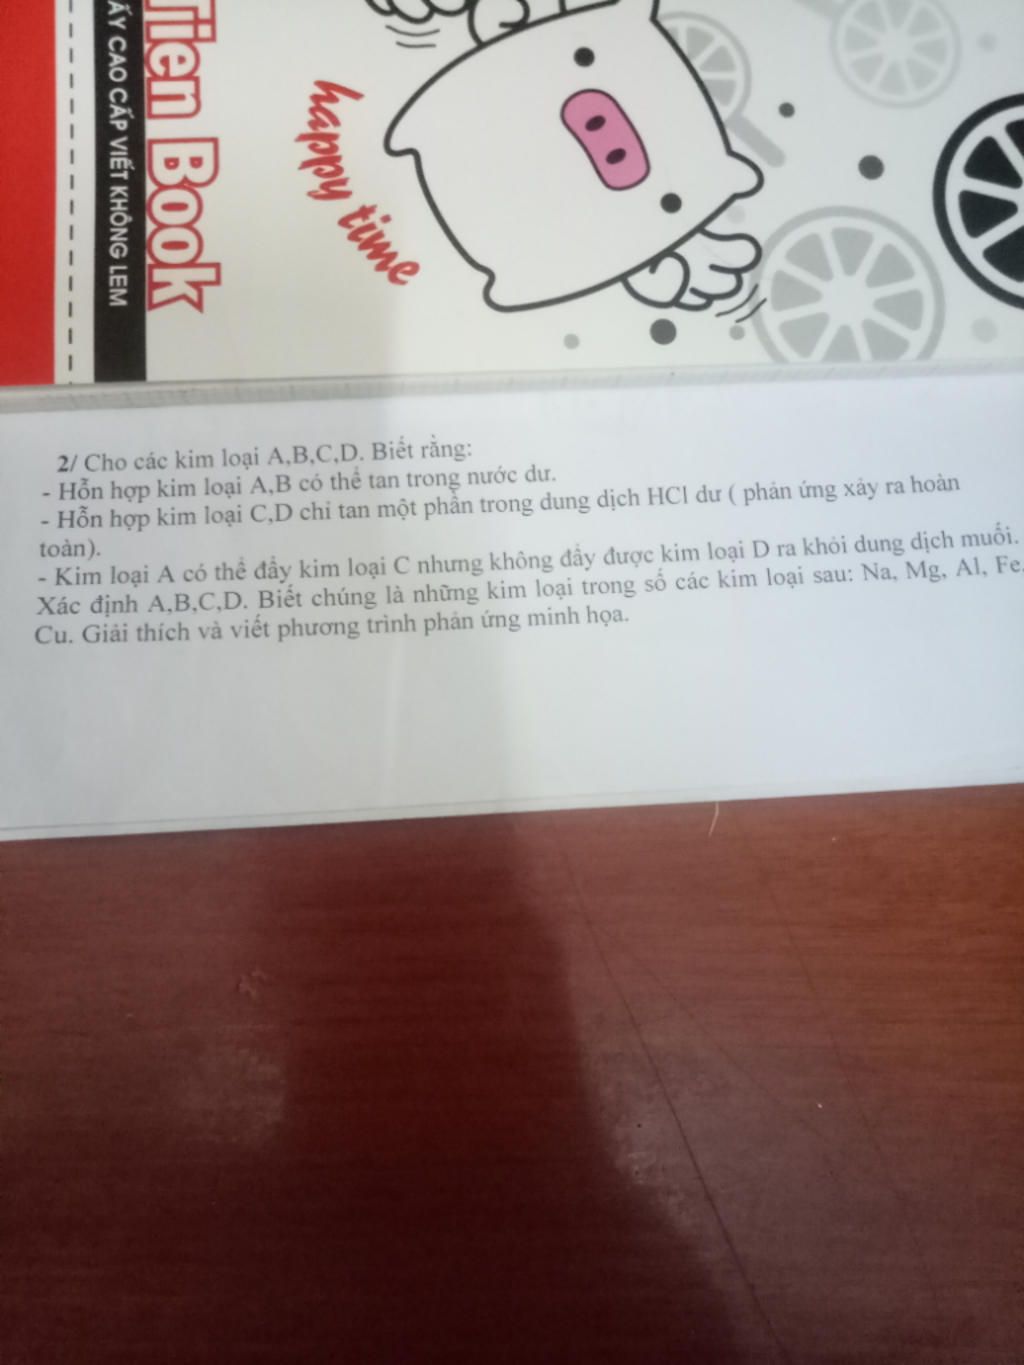 Tien Book
ẤY CAO CẤP VIẾT KHÔNG LEM
happy time
2/ Cho các kim loại A,B,C,D. Biết rằng:
- Hỗn hợp kim loại A,B có thể tan trong nước dư.
- Hỗn hợp kim loại C,D chỉ tan một phần trong dung dịch HCl dư ( phản ứng xảy ra hoàn
toàn).
- Kim loại A có thể đẩy kim loại C nhưng không đẩy được kim loại D ra khỏi dung dịch muối.
Xác định A,B,C,D. Biết chúng là những kim loại trong số các kim loại sau: Na, Mg, Al, Fe,
Cu. Giải thích và viết phương trình phản ứng minh họa.